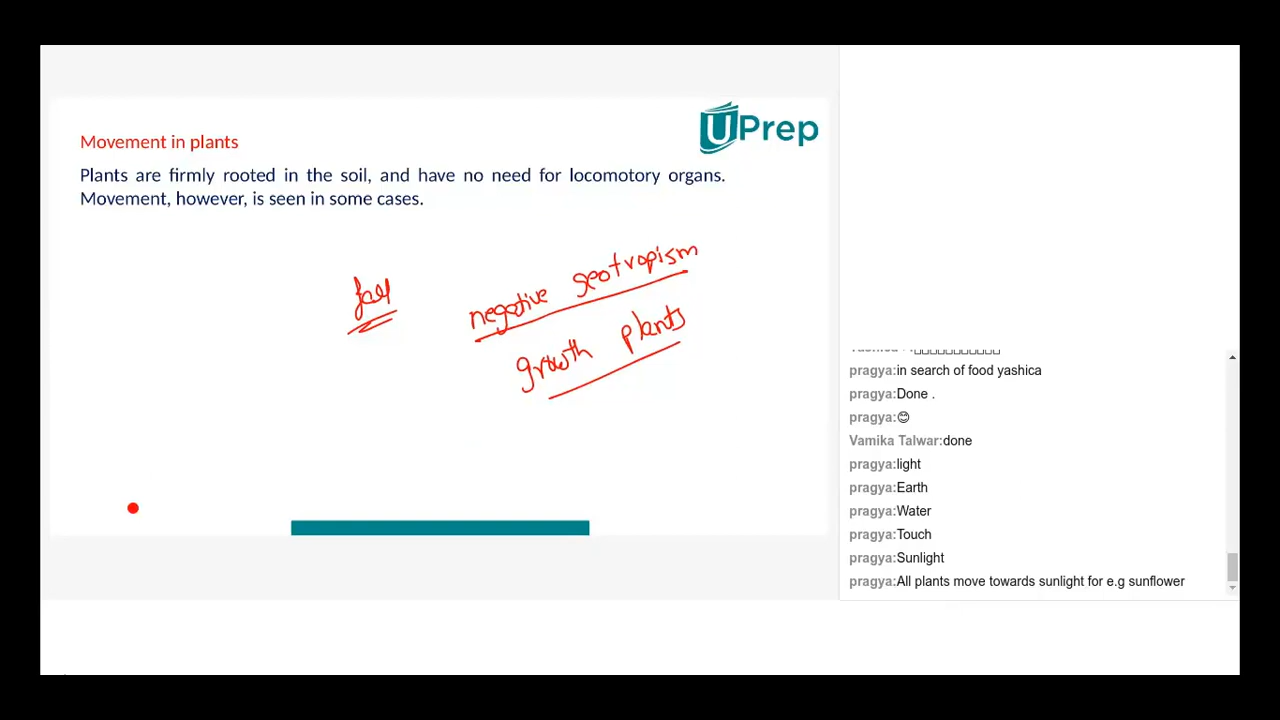 UPrep
Movement in plants
Plants are firmly rooted in the soil, and have no need for locomotory organs.
Movement, however, is seen in some cases.
negative geotropism
growth plants
pragya:in search of food yashica
pragya:Done .
pragya:😊
Vamika Talwar:done
pragya:light
pragya:Earth
pragya:Water
pragya:Touch
pragya:Sunlight
pragya:All plants move towards sunlight for e.g sunflower